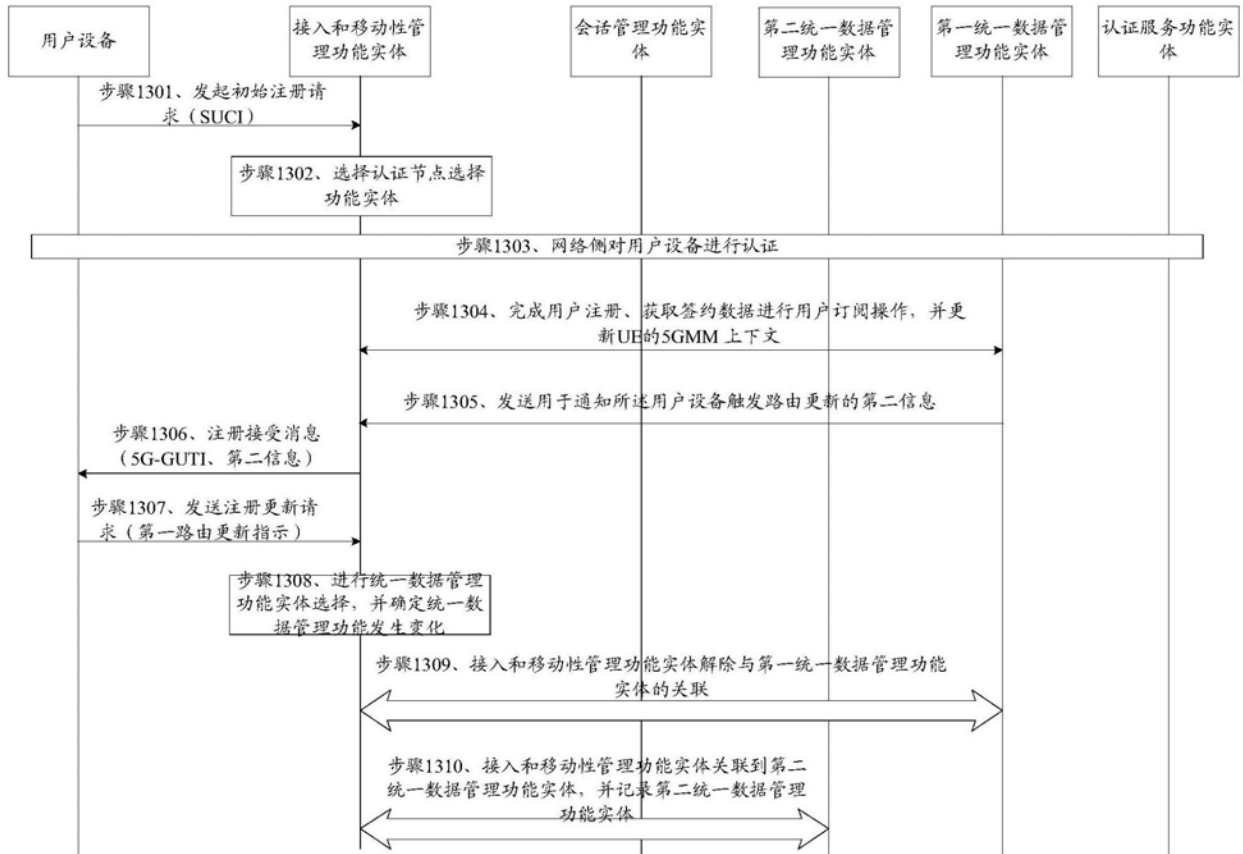 用户设备
接入和移动性管
理功能实体
会话管理功能实
体
第二统一数据管
理功能实体
第一统一数据管
理功能实体
认证服务功能实
体
步骤1301、发起初始注册请
求（SUCI）
步骤1302、选择认证节点选择
功能实体
步骤1303、网络侧对用户设备进行认证
步骤1304、完成用户注册、获取签约数据进行用户订阅操作，并更
新UE的5GMM 上下文
步骤1305、发送用于通知所述用户设备触发路由更新的第二信息
步骤1306、注册接受消息
（5G-GUTI、第二信息）
步骤1307、发送注册更新请
求（第一路由更新指示）
步骤1308、进行统一数据管理
功能实体选择，并确定统一数
据管理功能发生变化
步骤1309、接入和移动性管理功能实体解除与第一统一数据管理功能
实体的关联
步骤1310、接入和移动性管理功能实体关联到第二
统一数据管理功能实体，并记录第二统一数据管理
功能实体